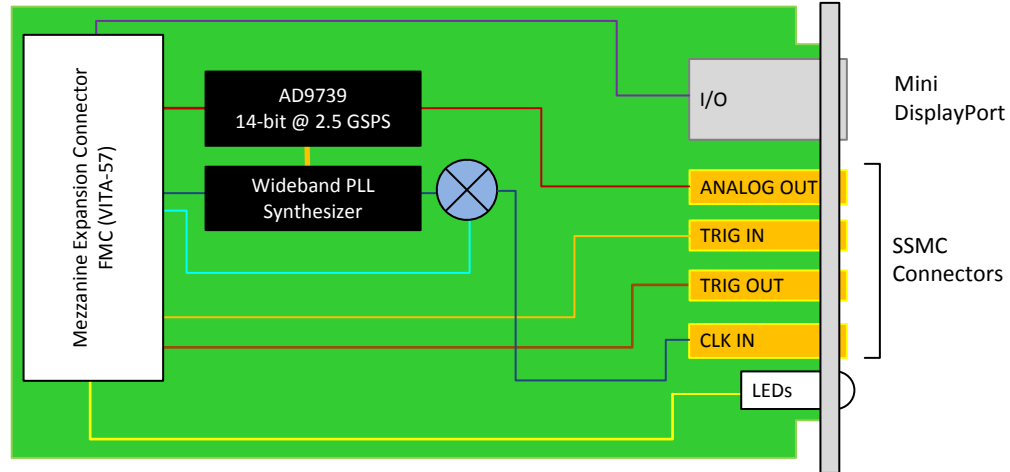 Mezzanine Expansion Connector
FMC (VITA-57)
AD9739
14-bit @ 2.5 GSPS
Wideband PLL
Synthesizer
I/O
Mini
DisplayPort
ANALOG OUT
TRIG IN
TRIG OUT
CLK IN
SSMC
Connectors
LEDs